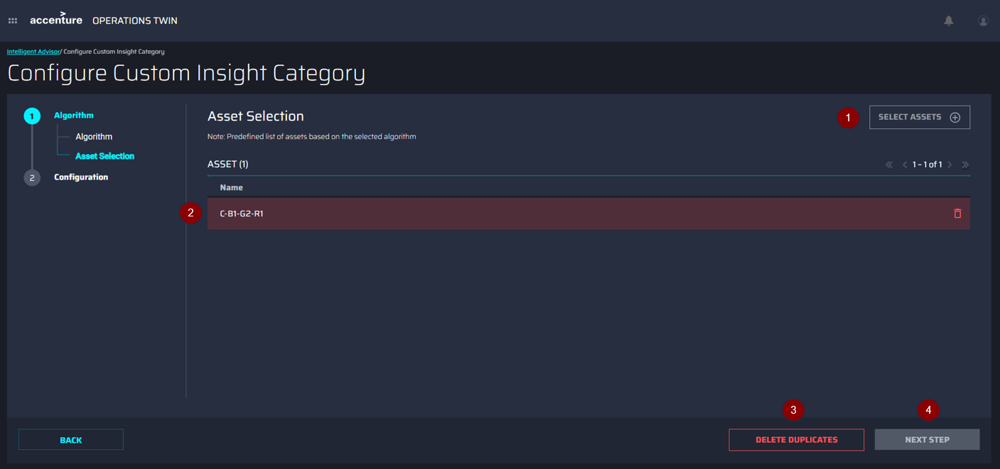 accenture OPERATIONS TWIN
Intelligent Advisor/ Configure Custom Insight Category
Configure Custom Insight Category
1 Algorithm
Algorithm
Asset Selection
2 Configuration
Asset Selection
1 SELECT ASSETS
Note: Predefined list of assets based on the selected algorithm
ASSET (1)
1 – 1 of 1
Name
2 C-B1-G2-R1
3 4
BACK DELETE DUPLICATES NEXT STEP